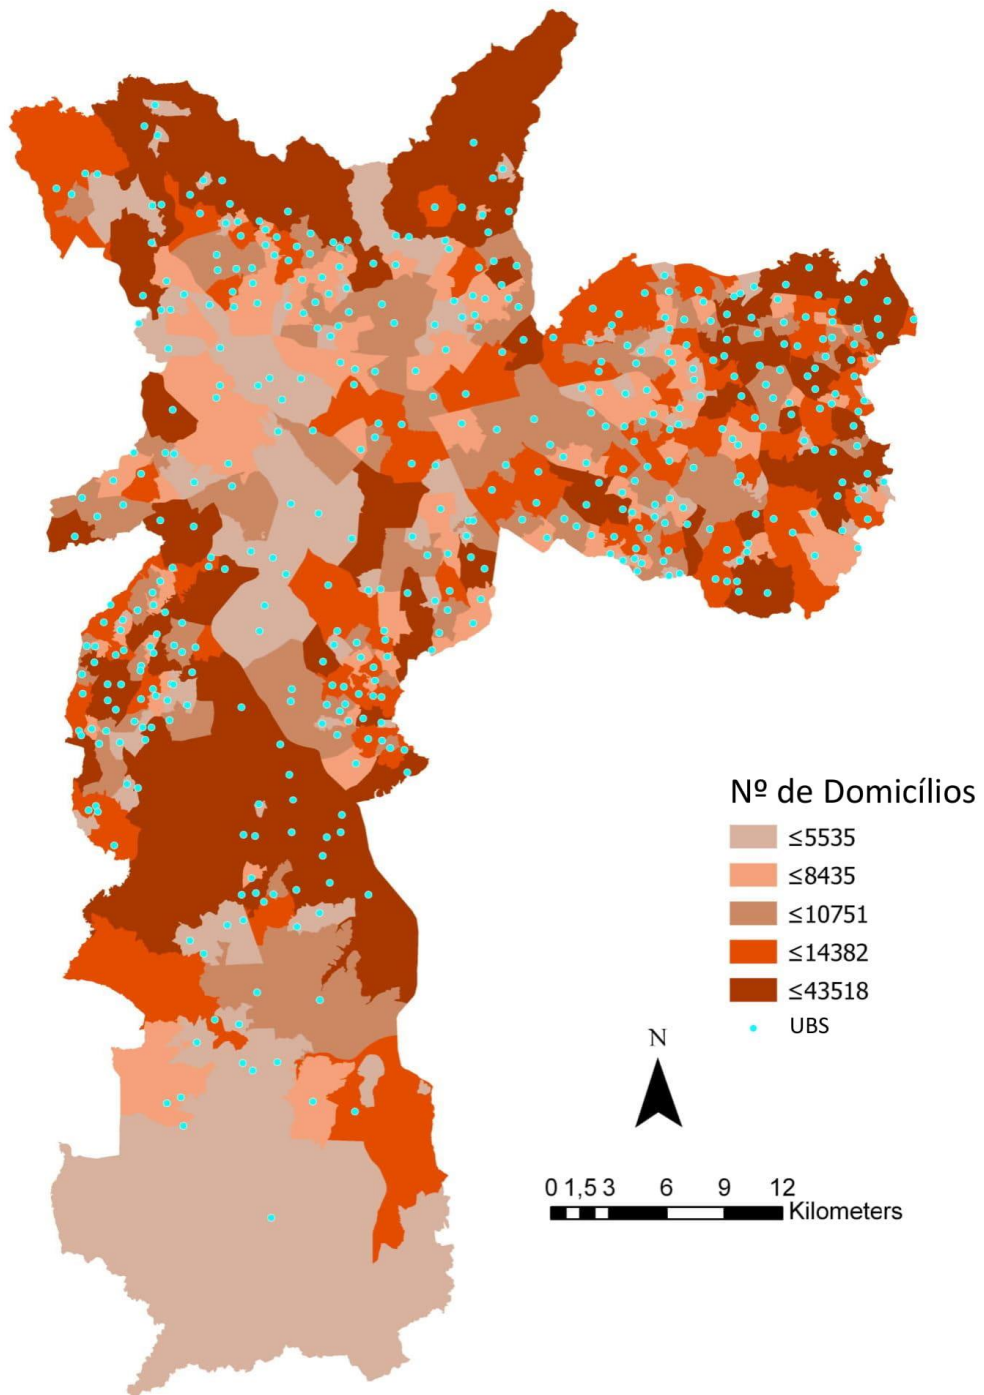 Nº de Domicílios
≤5535
≤8435
≤10751
≤14382
≤43518
UBS
N
0 1,5 3 6 9 12
Kilometers